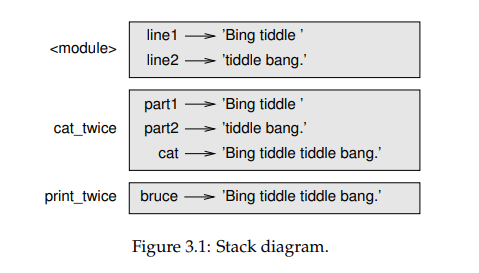 <module>
line1 → ’Bing tiddle ’
line2 → ’tiddle bang.’
cat_twice
part1 → ’Bing tiddle ’
part2 → ’tiddle bang.’
cat → ’Bing tiddle tiddle bang.’
print_twice
bruce → ’Bing tiddle tiddle bang.’
Figure 3.1: Stack diagram.